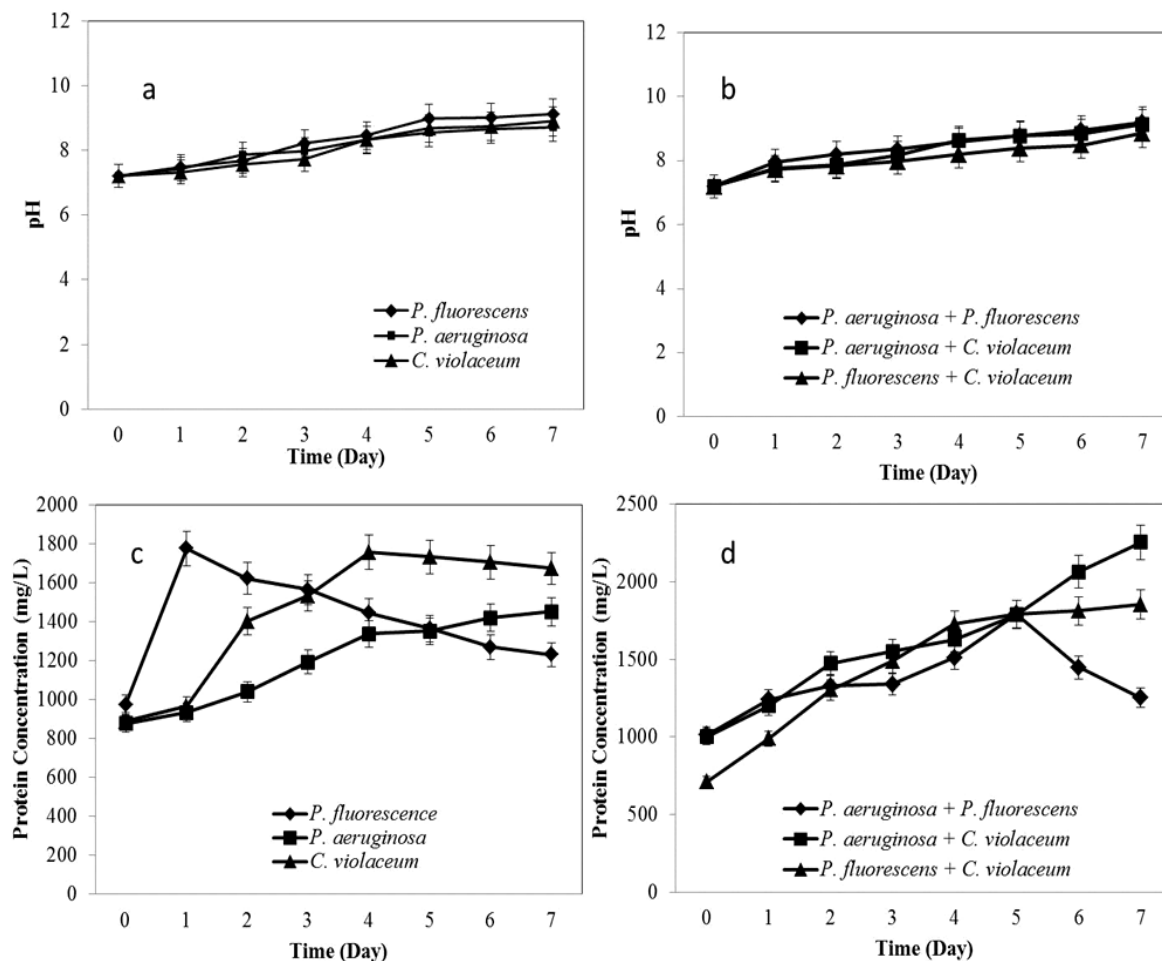 12
10
8
6
4
2
0
pH
a
P. fluorescens
P. aeruginosa
C. violaceum
0 1 2 3 4 5 6 7
Time (Day)
12
10
8
6
4
2
0
pH
b
P. aeruginosa + P. fluorescens
P. aeruginosa + C. violaceum
P. fluorescens + C. violaceum
0 1 2 3 4 5 6 7
Time (Day)
2000
1800
1600
1400
1200
1000
800
600
400
200
0
Protein Concentration (mg/L)
c
P. fluorescence
P. aeruginosa
C. violaceum
0 1 2 3 4 5 6 7
Time (Day)
2500
2000
1500
1000
500
0
Protein Concentration (mg/L)
d
P. aeruginosa + P. fluorescens
P. aeruginosa + C. violaceum
P. fluorescens + C. violaceum
0 1 2 3 4 5 6 7
Time (Day)